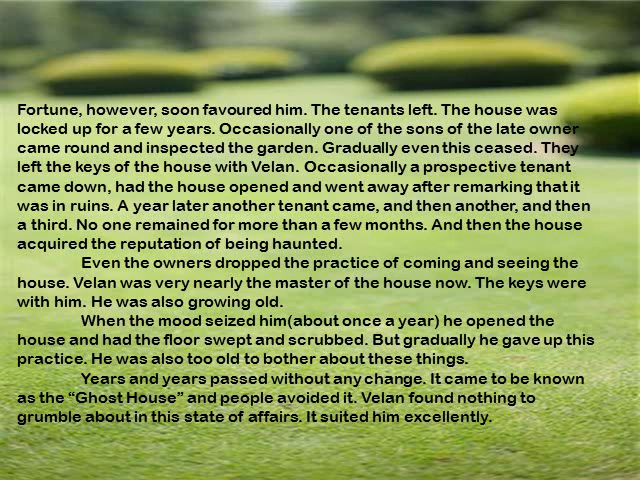 Fortune, however, soon favoured him. The tenants left. The house was
locked up for a few years. Occasionally one of the sons of the late owner
came round and inspected the garden. Gradually even this ceased. They
left the keys of the house with Velan. Occasionally a prospective tenant
came down, had the house opened and went away after remarking that it
was in ruins. A year later another tenant came, and then another, and then
a third. No one remained for more than a few months. And then the house
acquired the reputation of being haunted.
Even the owners dropped the practice of coming and seeing the
house. Velan was very nearly the master of the house now. The keys were
with him. He was also growing old.
When the mood seized him(about once a year) he opened the
house and had the floor swept and scrubbed. But gradually he gave up this
practice. He was also too old to bother about these things.
Years and years passed without any change. It came to be known
as the “Ghost House” and people avoided it. Velan found nothing to
grumble about in this state of affairs. It suited him excellently.